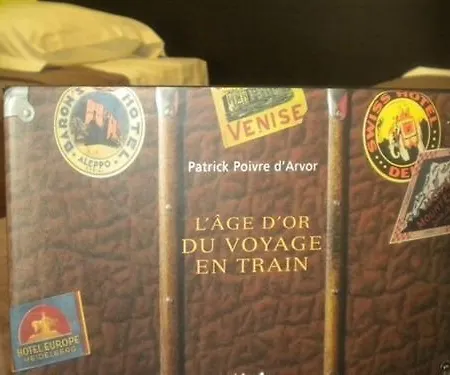 BARON'S HOTEL
ALEPPO
VENISE
SWISS HOTEL
Patrick Poivre d'Arvor
L'ÂGE D'OR
DU VOYAGE
EN TRAIN
HOTEL EUROPE
HEIDELBERG